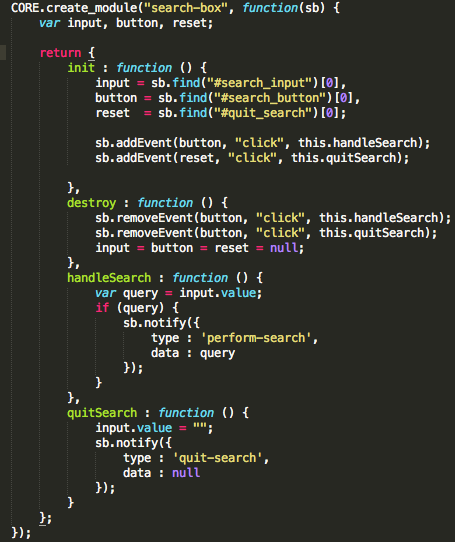 CORE.create_module("search-box", function(sb) {
    var input, button, reset;

    return {
        init : function () {
            input = sb.find("#search_input")[0],
            button = sb.find("#search_button")[0],
            reset  = sb.find("#quit_search")[0];

            sb.addEvent(button, "click", this.handleSearch);
            sb.addEvent(reset, "click", this.quitSearch);

        },
        destroy : function () {
            sb.removeEvent(button, "click", this.handleSearch);
            sb.removeEvent(button, "click", this.quitSearch);
            input = button = reset = null;
        },
        handleSearch : function () {
            var query = input.value;
            if (query) {
                sb.notify({
                    type : 'perform-search',
                    data : query
                });
            }
        },
        quitSearch : function () {
            input.value = "";
            sb.notify({
                type : 'quit-search',
                data : null
            });
        }
    };
});